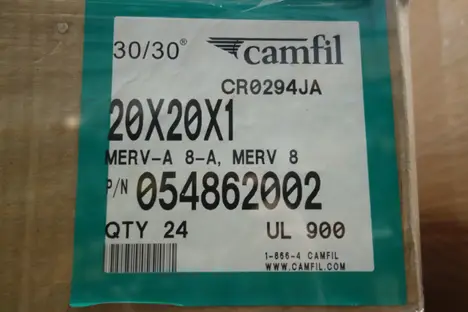 30/30® camfil
CR0294JA
20X20X1
MERV-A 8-A, MERV 8
P/N 054862002
QTY 24 UL 900
1-866-4 CAMFIL
WWW.CAMFIL.COM